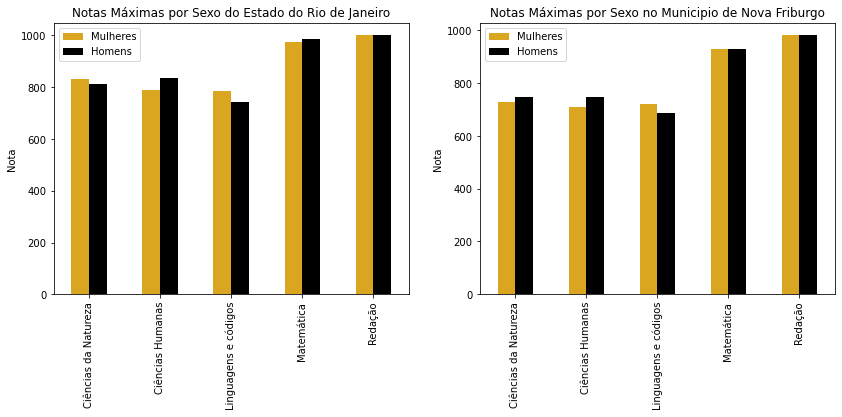 Notas Máximas por Sexo do Estado do Rio de Janeiro
Mulheres
Homens
Nota
1000
800
600
400
200
0
Ciências da Natureza
Ciências Humanas
Linguagens e códigos
Matemática
Redação
Notas Máximas por Sexo no Municipio de Nova Friburgo
Mulheres
Homens
Nota
1000
800
600
400
200
0
Ciências da Natureza
Ciências Humanas
Linguagens e códigos
Matemática
Redação